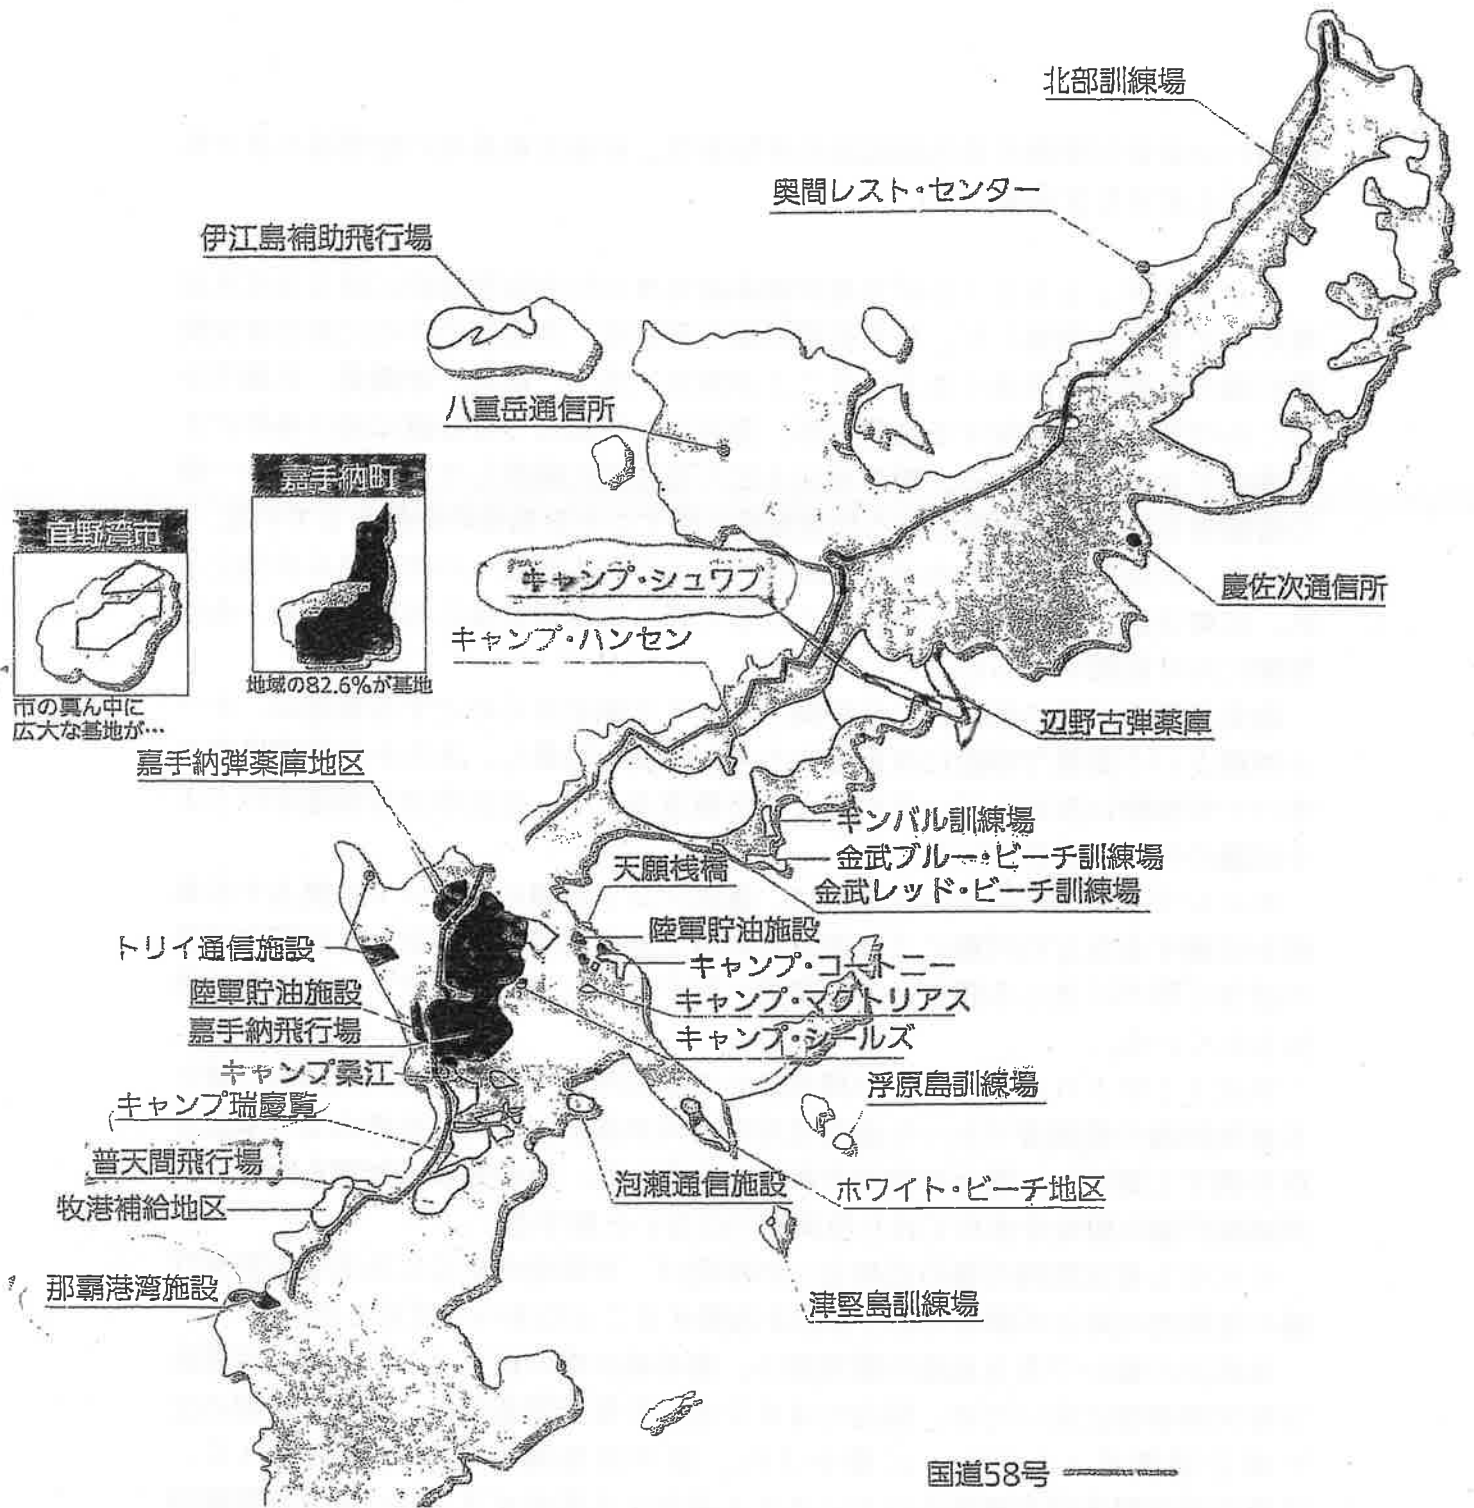 北部訓練場
奥間レスト・センター
伊江島補助飛行場
八重岳通信所
嘉手納町
宜野湾市
キャンプ・シュワブ
慶佐次通信所
キャンプ・ハンセン
地域の82.6%が基地
市の真ん中に
広大な基地が…
辺野古弾薬庫
嘉手納弾薬庫地区
ギンバル訓練場
金武ブルー・ビーチ訓練場
天願桟橋
金武レッド・ビーチ訓練場
陸軍貯油施設
トリイ通信施設
キャンプ・コートニー
陸軍貯油施設
キャンプ・マクトリアス
嘉手納飛行場
キャンプ・シールズ
キャンプ桑江
浮原島訓練場
キャンプ瑞慶覧
普天間飛行場
泡瀬通信施設
ホワイト・ビーチ地区
牧港補給地区
那覇港湾施設
津堅島訓練場
国道58号